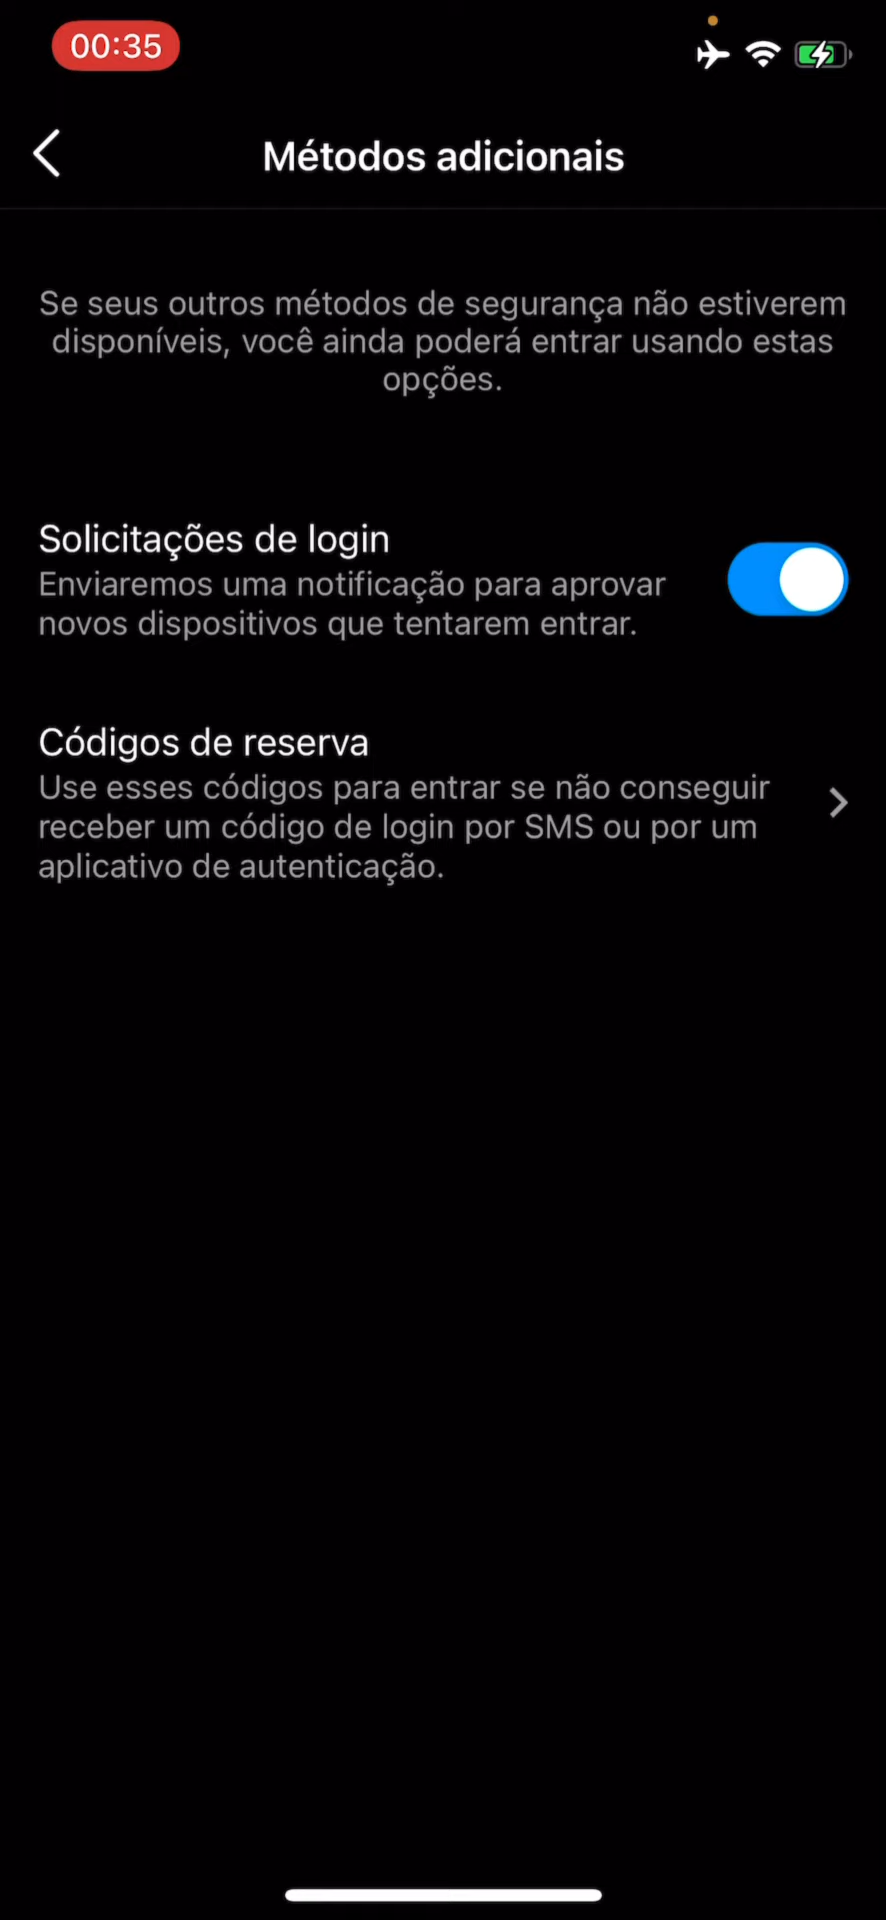 00:35
Métodos adicionais
Se seus outros métodos de segurança não estiverem
disponíveis, você ainda poderá entrar usando estas
opções.
Solicitações de login
Enviaremos uma notificação para aprovar
novos dispositivos que tentarem entrar.
Códigos de reserva
Use esses códigos para entrar se não conseguir
receber um código de login por SMS ou por um
aplicativo de autenticação.